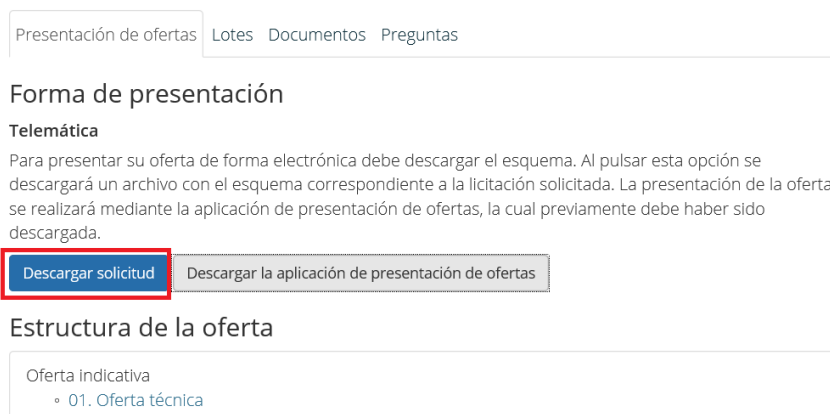 Presentación de ofertas Lotes Documentos Preguntas
Forma de presentación
Telemática
Para presentar su oferta de forma electrónica debe descargar el esquema. Al pulsar esta opción se
descargará un archivo con el esquema correspondiente a la licitación solicitada. La presentación de la oferta
se realizará mediante la aplicación de presentación de ofertas, la cual previamente debe haber sido
descargada.
Descargar solicitud Descargar la aplicación de presentación de ofertas
Estructura de la oferta
Oferta indicativa
◦ 01. Oferta técnica